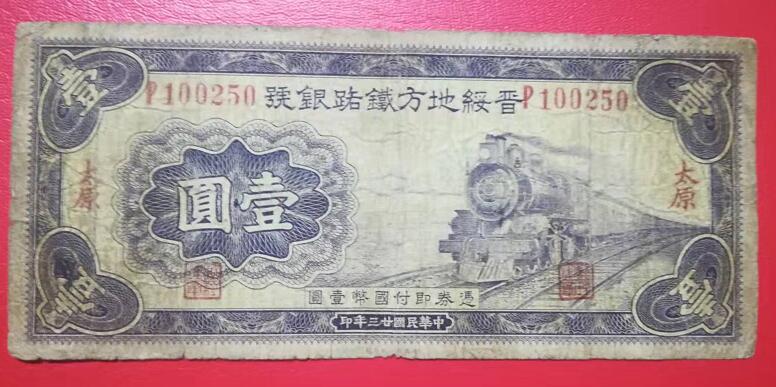 壹
壹
P100250
晉綏地方鐵路銀號
P100250
太原
太原
壹圓
憑券即付國幣壹圓
中華民國廿三年印
壹
壹